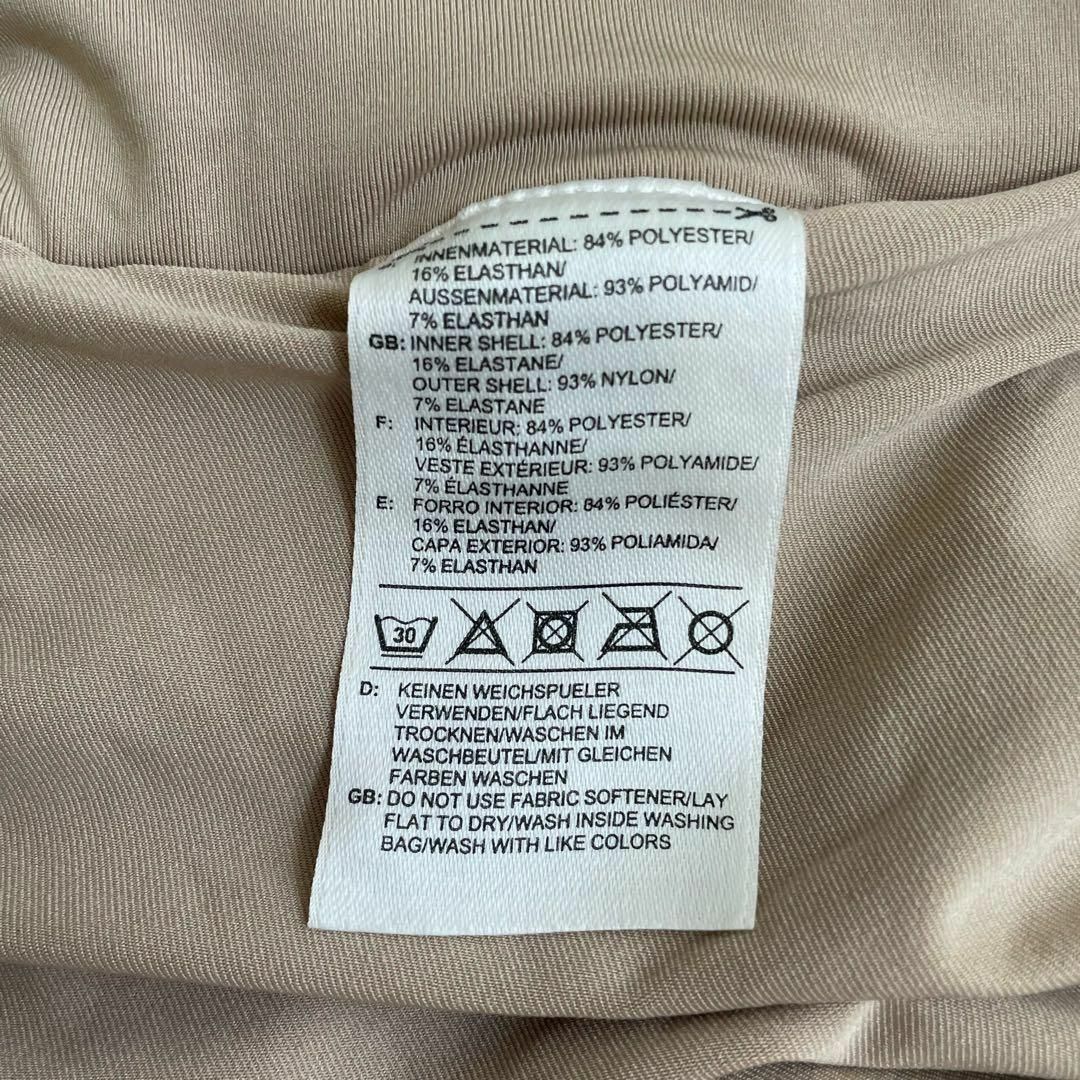 INNENMATERIAL: 84% POLYESTER/
16% ELASTHAN/
AUSSENMATERIAL: 93% POLYAMID/
7% ELASTHAN
GB: INNER SHELL: 84% POLYESTER/
16% ELASTANE/
OUTER SHELL: 93% NYLON/
7% ELASTANE
F: INTERIEUR: 84% POLYESTER/
16% ÉLASTHANNE/
VESTE EXTÉRIEUR: 93% POLYAMIDE/
7% ÉLASTHANNE
E: FORRO INTERIOR: 84% POLIÉSTER/
16% ELASTHAN/
CAPA EXTERIOR: 93% POLIAMIDA/
7% ELASTHAN
30
D: KEINEN WEICHSPUELER
VERWENDEN/FLACH LIEGEND
TROCKNEN/WASCHEN IM
WASCHBEUTEL/MIT GLEICHEN
FARBEN WASCHEN
GB: DO NOT USE FABRIC SOFTENER/LAY
FLAT TO DRY/WASH INSIDE WASHING
BAG/WASH WITH LIKE COLORS